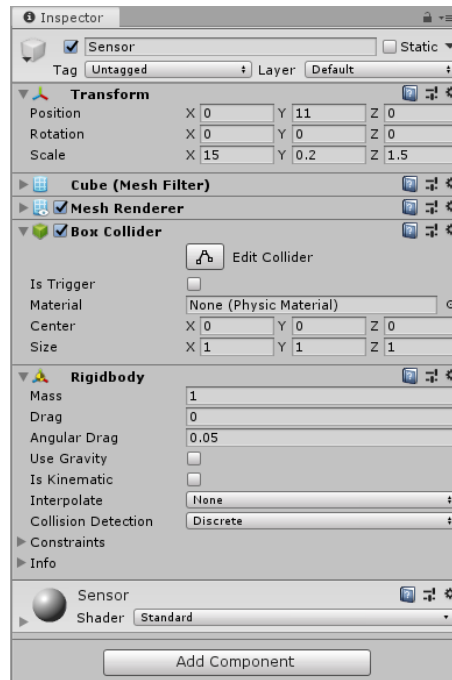 Inspector
Sensor Static
Tag Untagged Layer Default
Transform
Position X 0 Y 11 Z 0
Rotation X 0 Y 0 Z 0
Scale X 15 Y 0.2 Z 1.5
Cube (Mesh Filter)
Mesh Renderer
Box Collider
Edit Collider
Is Trigger
Material None (Physic Material)
Center X 0 Y 0 Z 0
Size X 1 Y 1 Z 1
Rigidbody
Mass 1
Drag 0
Angular Drag 0.05
Use Gravity
Is Kinematic
Interpolate None
Collision Detection Discrete
Constraints
Info
Sensor
Shader Standard
Add Component